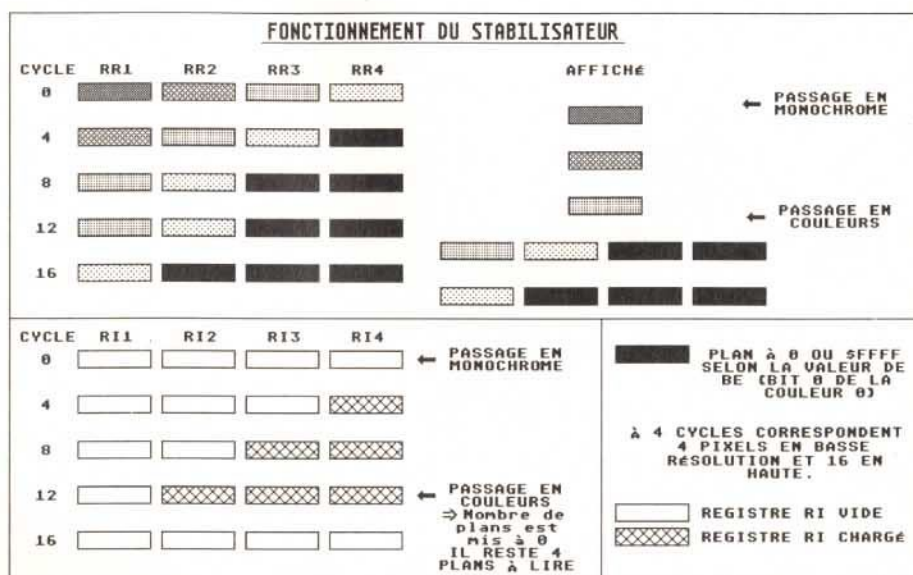 FONCTIONNEMENT DU STABILISATEUR
CYCLE RR1 RR2 RR3 RR4 AFFICHÉ
0
← PASSAGE EN
MONOCHROME
4
8
← PASSAGE EN
COULEURS
12
16
CYCLE RI1 RI2 RI3 RI4
0
← PASSAGE EN
MONOCHROME
4
8
12
← PASSAGE EN
COULEURS
⇒ Nombre de
plans est
mis à 0
IL RESTE 4
PLANS À LIRE
16
PLAN À 0 OU $FFFF
SELON LA VALEUR DE
BE (BIT 0 DE LA
COULEUR 0)
À 4 CYCLES CORRESPONDENT
4 PIXELS EN BASSE
RÉSOLUTION ET 16 EN
HAUTE.
REGISTRE RI VIDE
REGISTRE RI CHARGÉ